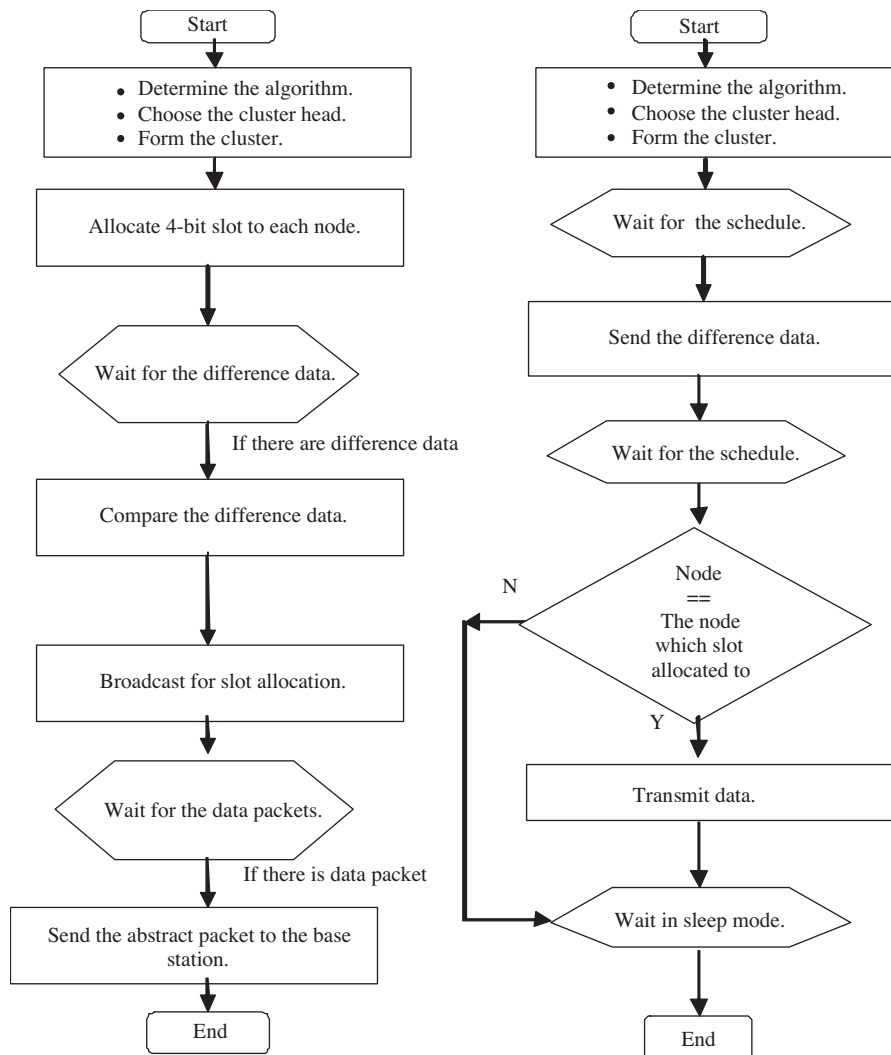 Start
• Determine the algorithm.
• Choose the cluster head.
• Form the cluster.
Allocate 4-bit slot to each node.
Wait for the difference data.
If there are difference data
Compare the difference data.
Broadcast for slot allocation.
Wait for the data packets.
If there is data packet
Send the abstract packet to the base
station.
End
Start
• Determine the algorithm.
• Choose the cluster head.
• Form the cluster.
Wait for the schedule.
Send the difference data.
Wait for the schedule.
Node
==
The node
which slot
allocated to
N
Y
Transmit data.
Wait in sleep mode.
End